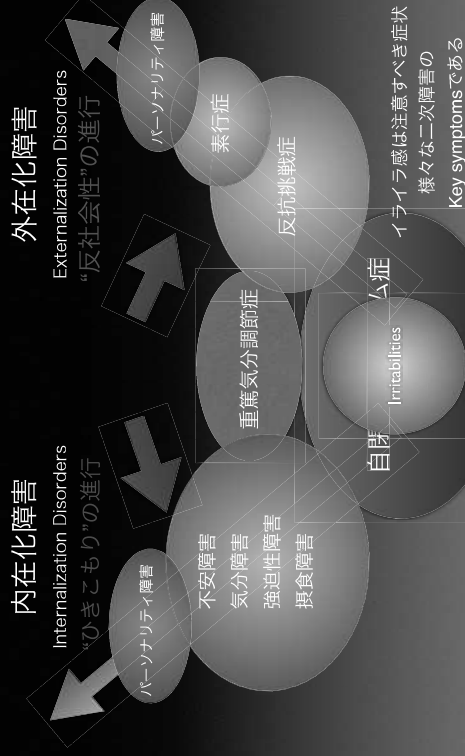 内在化障害
Internalization Disorders
“ひきこもり”の進行
外在化障害
Externalization Disorders
“反社会性”の進行
パーソナリティ障害
パーソナリティ障害
素行症
不安障害
気分障害
強迫性障害
摂食障害
重篤気分調節症
反抗挑戦症
自閉
ム症
Irritabilities
イライラ感は注意すべき症状
様々な二次障害の
Key symptomsである